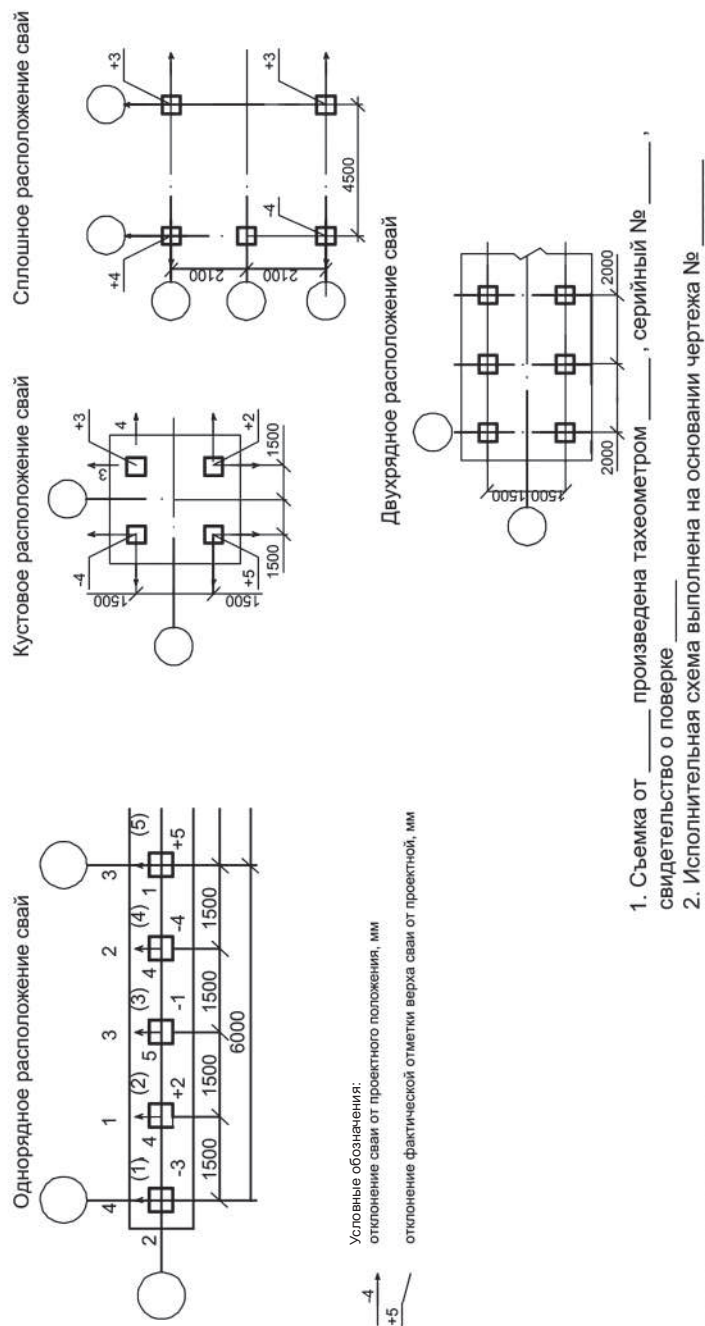 Однорядное расположение свай
4 1 3 2 3
(1) (2) (3) (4) (5)
2 4 5 4 1
-3 +2 -1 -4 +5
1500 1500 1500 1500
6000
Кустовое расположение свай
-4 3 +3
4
1500
1500
+5 +2
1500 1500
Сплошное расположение свай
+4 +3
2100
2100
-4 +3
4500
Двухрядное расположение свай
1500
1500
2000 2000
Условные обозначения:
-4 отклонение сваи от проектного положения, мм
+5 отклонение фактической отметки верха сваи от проектной, мм
1. Съемка от _____ произведена тахеометром _____, серийный № _____,
свидетельство о поверке _____
2. Исполнительная схема выполнена на основании чертежа № _____